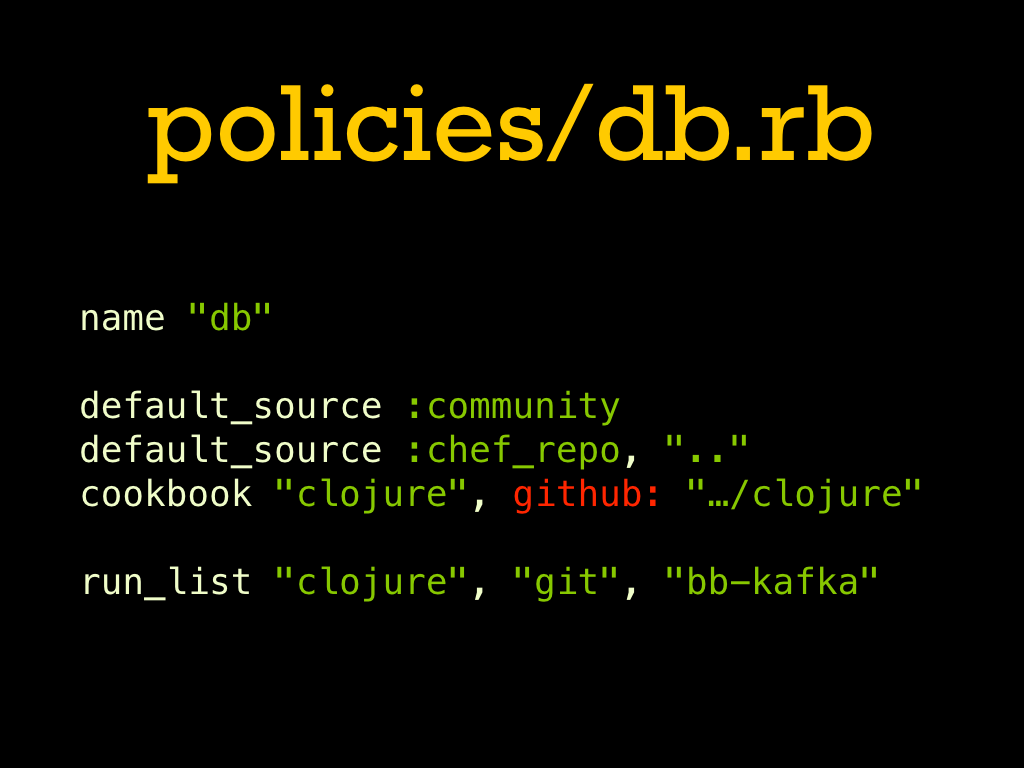 policies/db.rb
name "db"
default_source :community
default_source :chef_repo, ".."
cookbook "clojure", github: "…/clojure"
run_list "clojure", "git", "bb-kafka"